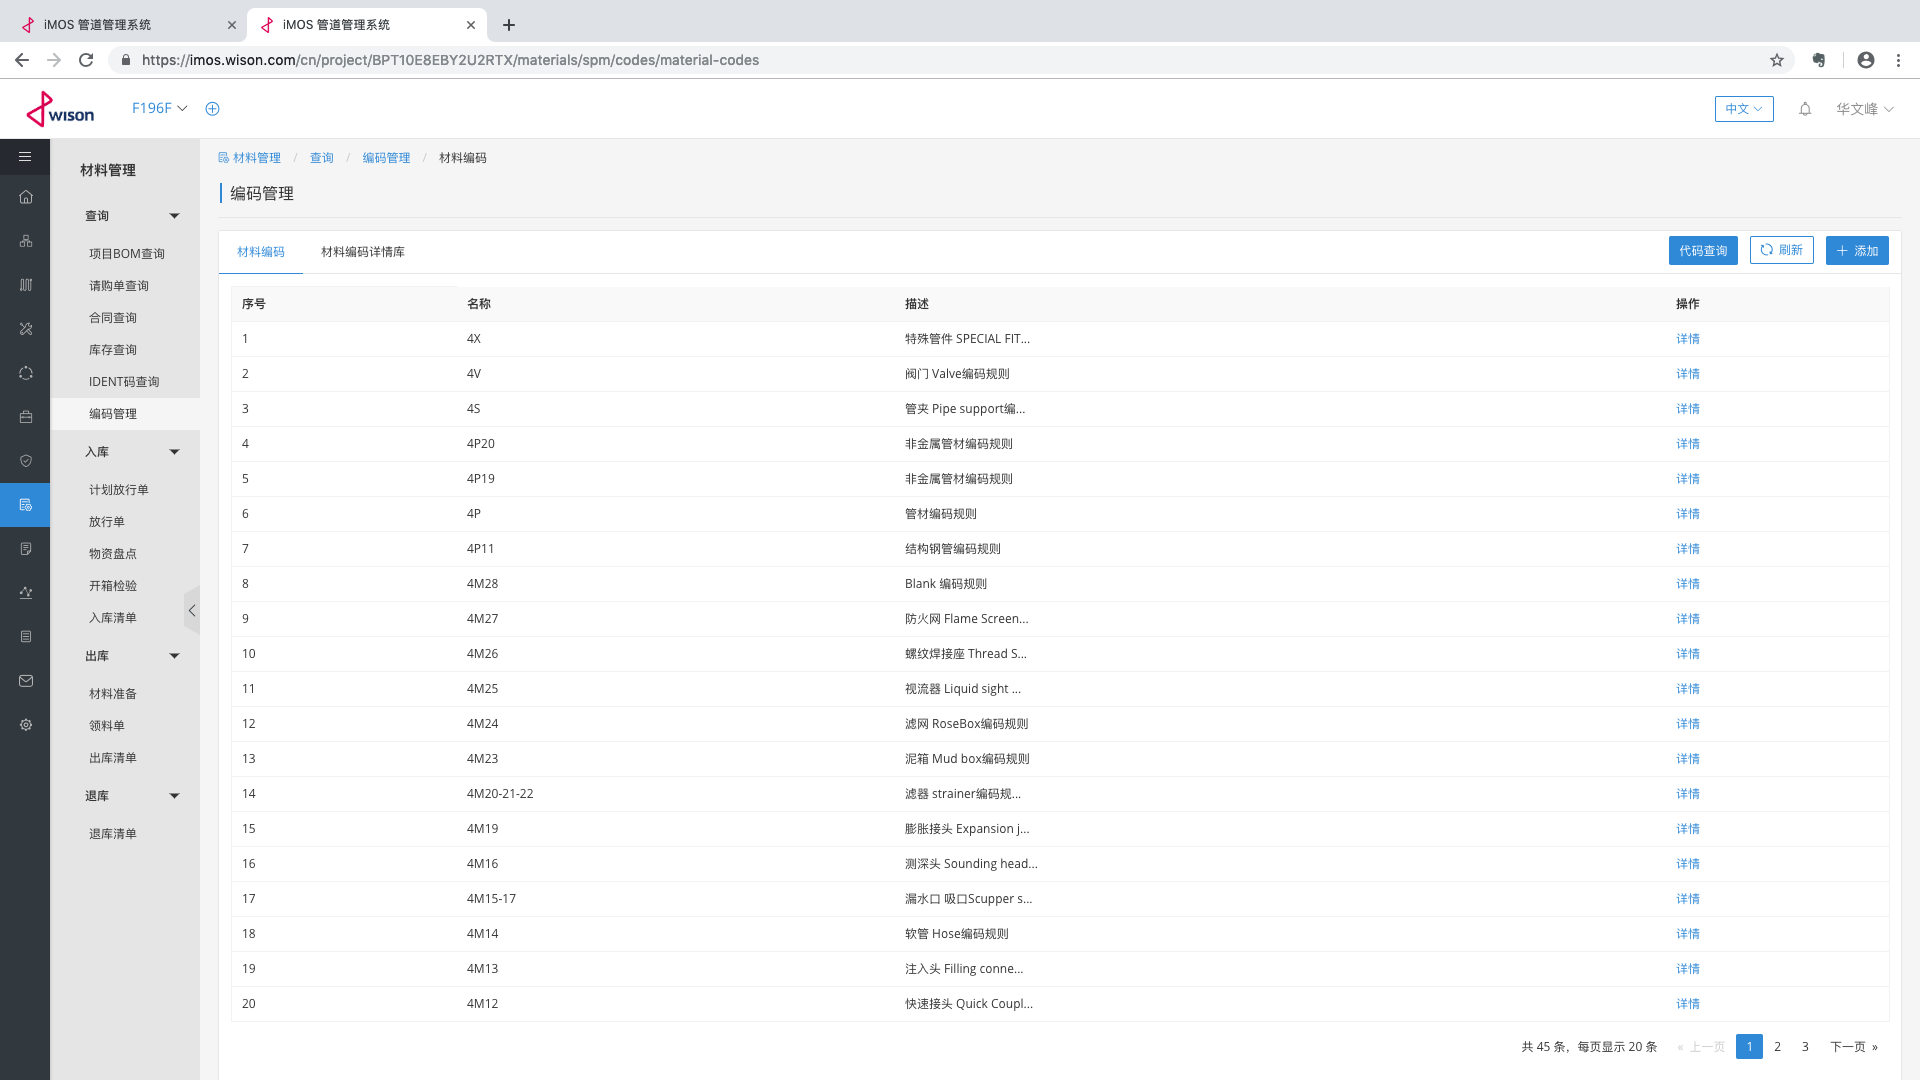 iMOS 管道管理系统
iMOS 管道管理系统
https://imos.wison.com/cn/project/BPT10E8EBY2U2RTX/materials/spm/codes/material-codes
wison
F196F
中文
华文峰
材料管理
查询
项目BOM查询
请购单查询
合同查询
库存查询
IDENT码查询
编码管理
入库
计划放行单
放行单
物资盘点
开箱检验
入库清单
出库
材料准备
领料单
出库清单
退库
退库清单
材料管理 / 查询 / 编码管理 / 材料编码
编码管理
材料编码 材料编码详情库
代码查询 刷新 添加
序号 名称 描述 操作
1 4X 特殊管件 SPECIAL FIT... 详情
2 4V 阀门 Valve编码规则 详情
3 4S 管夹 Pipe support编... 详情
4 4P20 非金属管材编码规则 详情
5 4P19 非金属管材编码规则 详情
6 4P 管材编码规则 详情
7 4P11 结构钢管编码规则 详情
8 4M28 Blank 编码规则 详情
9 4M27 防火网 Flame Screen... 详情
10 4M26 螺纹焊接座 Thread S... 详情
11 4M25 视流器 Liquid sight ... 详情
12 4M24 滤网 RoseBox编码规则 详情
13 4M23 泥箱 Mud box编码规则 详情
14 4M20-21-22 滤器 strainer编码规... 详情
15 4M19 膨胀接头 Expansion j... 详情
16 4M16 测深头 Sounding head... 详情
17 4M15-17 漏水口 吸口Scupper s... 详情
18 4M14 软管 Hose编码规则 详情
19 4M13 注入头 Filling conne... 详情
20 4M12 快速接头 Quick Coupl... 详情
共 45 条，每页显示 20 条 « 上一页 1 2 3 下一页 »